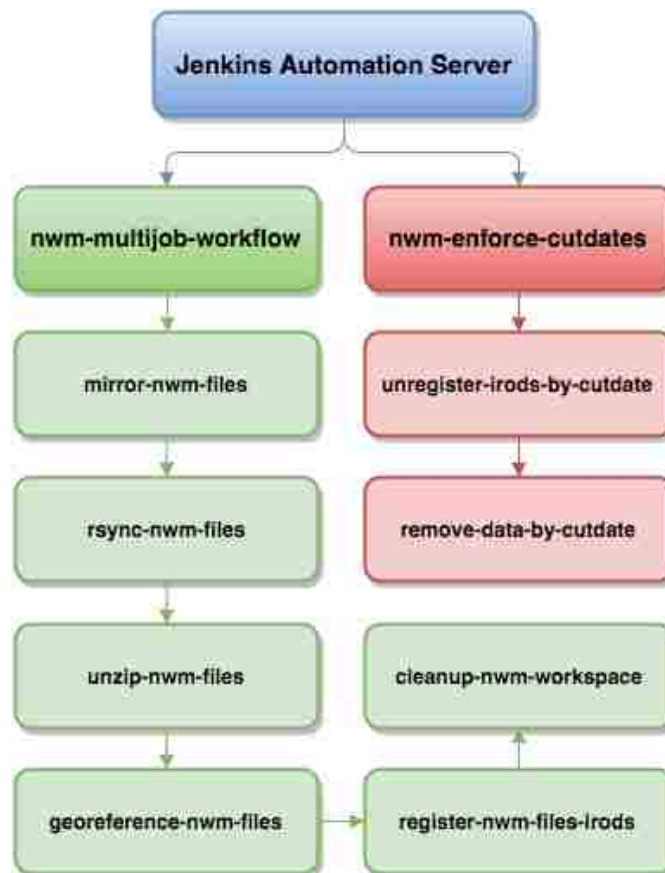 Jenkins Automation Server
nwm-multijob-workflow
nwm-enforce-cutdates
mirror-nwm-files
unregister-irods-by-cutdate
rsync-nwm-files
remove-data-by-cutdate
unzip-nwm-files
cleanup-nwm-workspace
georeference-nwm-files
register-nwm-files-irods